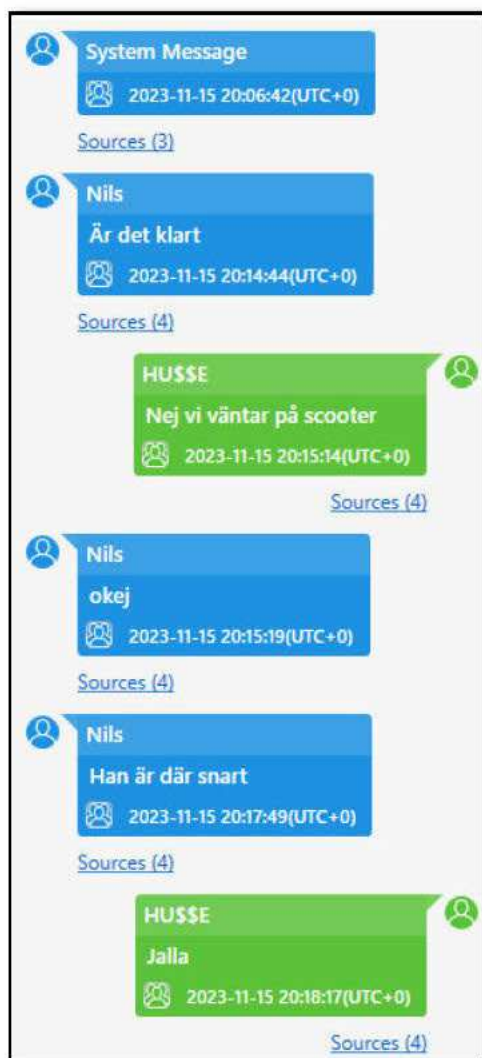 System Message
2023-11-15 20:06:42(UTC+0)
Sources (3)
Nils
Är det klart
2023-11-15 20:14:44(UTC+0)
Sources (4)
HU$$E
Nej vi väntar på scooter
2023-11-15 20:15:14(UTC+0)
Sources (4)
Nils
okej
2023-11-15 20:15:19(UTC+0)
Sources (4)
Nils
Han är där snart
2023-11-15 20:17:49(UTC+0)
Sources (4)
HU$$E
Jalla
2023-11-15 20:18:17(UTC+0)
Sources (4)